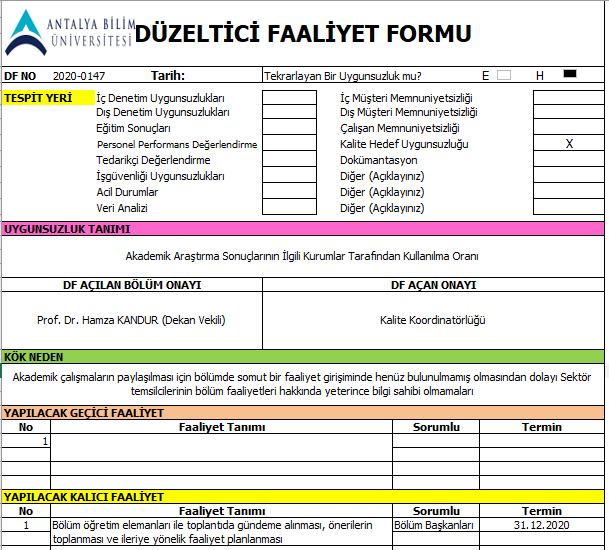 ANTALYA BİLİM
ÜNİVERSİTESİ
DÜZELTİCİ FAALİYET FORMU
DF NO 2020-0147 Tarih: Tekrarlayan Bir Uygunsuzluk mu? E H
TESPİT YERİ İç Denetim Uygunsuzlukları İç Müşteri Memnuniyetsizliği
Dış Denetim Uygunsuzlukları Dış Müşteri Memnuniyetsizliği
Eğitim Sonuçları Çalışan Memnuniyetsizliği
Personel Performans Değerlendirme Kalite Hedef Uygunsuzluğu X
Tedarikçi Değerlendirme Dokümantasyon
İşgüvenliği Uygunsuzlukları Diğer (Açıklayınız)
Acil Durumlar Diğer (Açıklayınız)
Veri Analizi Diğer (Açıklayınız)
UYGUNSUZLUK TANIMI
Akademik Araştırma Sonuçlarının İlgili Kurumlar Tarafından Kullanılma Oranı
DF AÇILAN BÖLÜM ONAYI DF AÇAN ONAYI
Prof. Dr. Hamza KANDUR (Dekan Vekili) Kalite Koordinatörlüğü
KÖK NEDEN
Akademik çalışmaların paylaşılması için bölümde somut bir faaliyet girişiminde henüz bulunulmamış olmasından dolayı Sektör
temsilcilerinin bölüm faaliyetleri hakkında yeterince bilgi sahibi olmamaları
YAPILACAK GEÇİCİ FAALİYET
No Faaliyet Tanımı Sorumlu Termin
1
YAPILACAK KALICI FAALİYET
No Faaliyet Tanımı Sorumlu Termin
1 Bölüm öğretim elemanları ile toplantıda gündeme alınması, önerilerin Bölüm Başkanları 31.12.2020
toplanması ve ileriye yönelik faaliyet planlanması